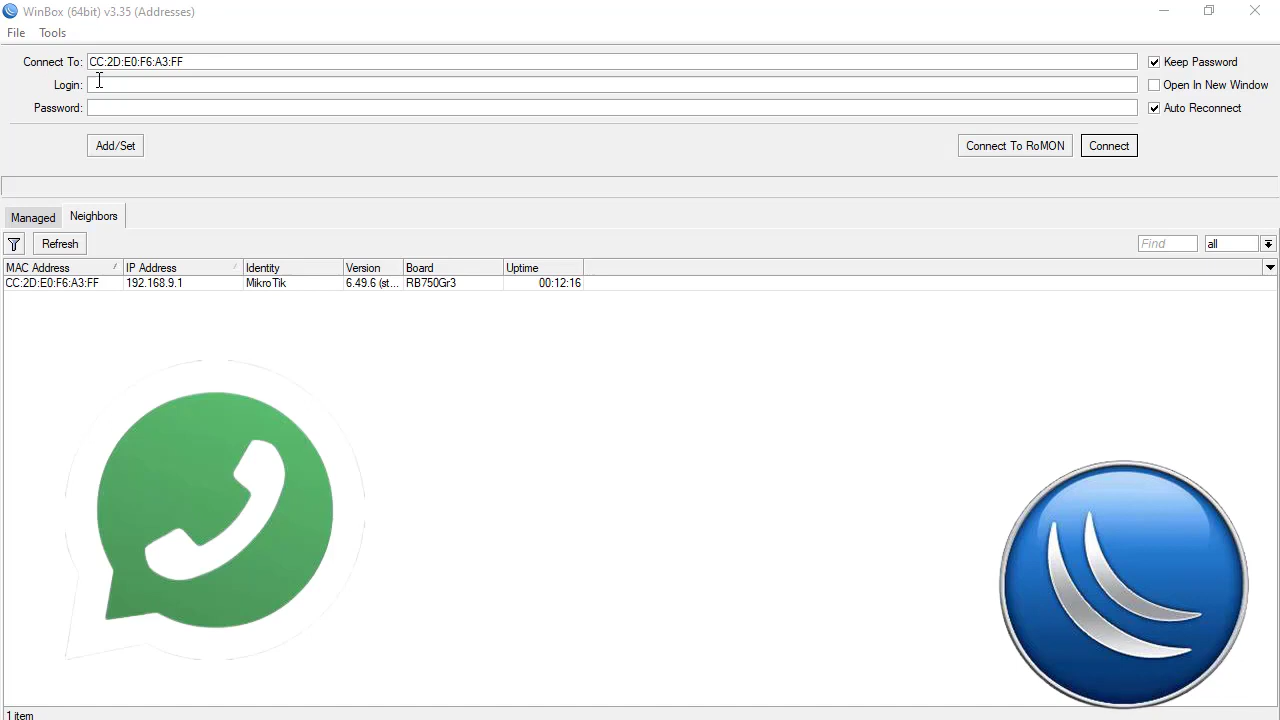 WinBox (64bit) v3.35 (Addresses)
File Tools
Connect To: CC:2D:E0:F6:A3:FF Keep Password
Login: Open In New Window
Password: Auto Reconnect
Add/Set Connect To RoMON Connect
Managed Neighbors
Refresh Find all
MAC Address IP Address Identity Version Board Uptime
CC:2D:E0:F6:A3:FF 192.168.9.1 MikroTik 6.49.6 (st... RB750Gr3 00:12:16
1 item